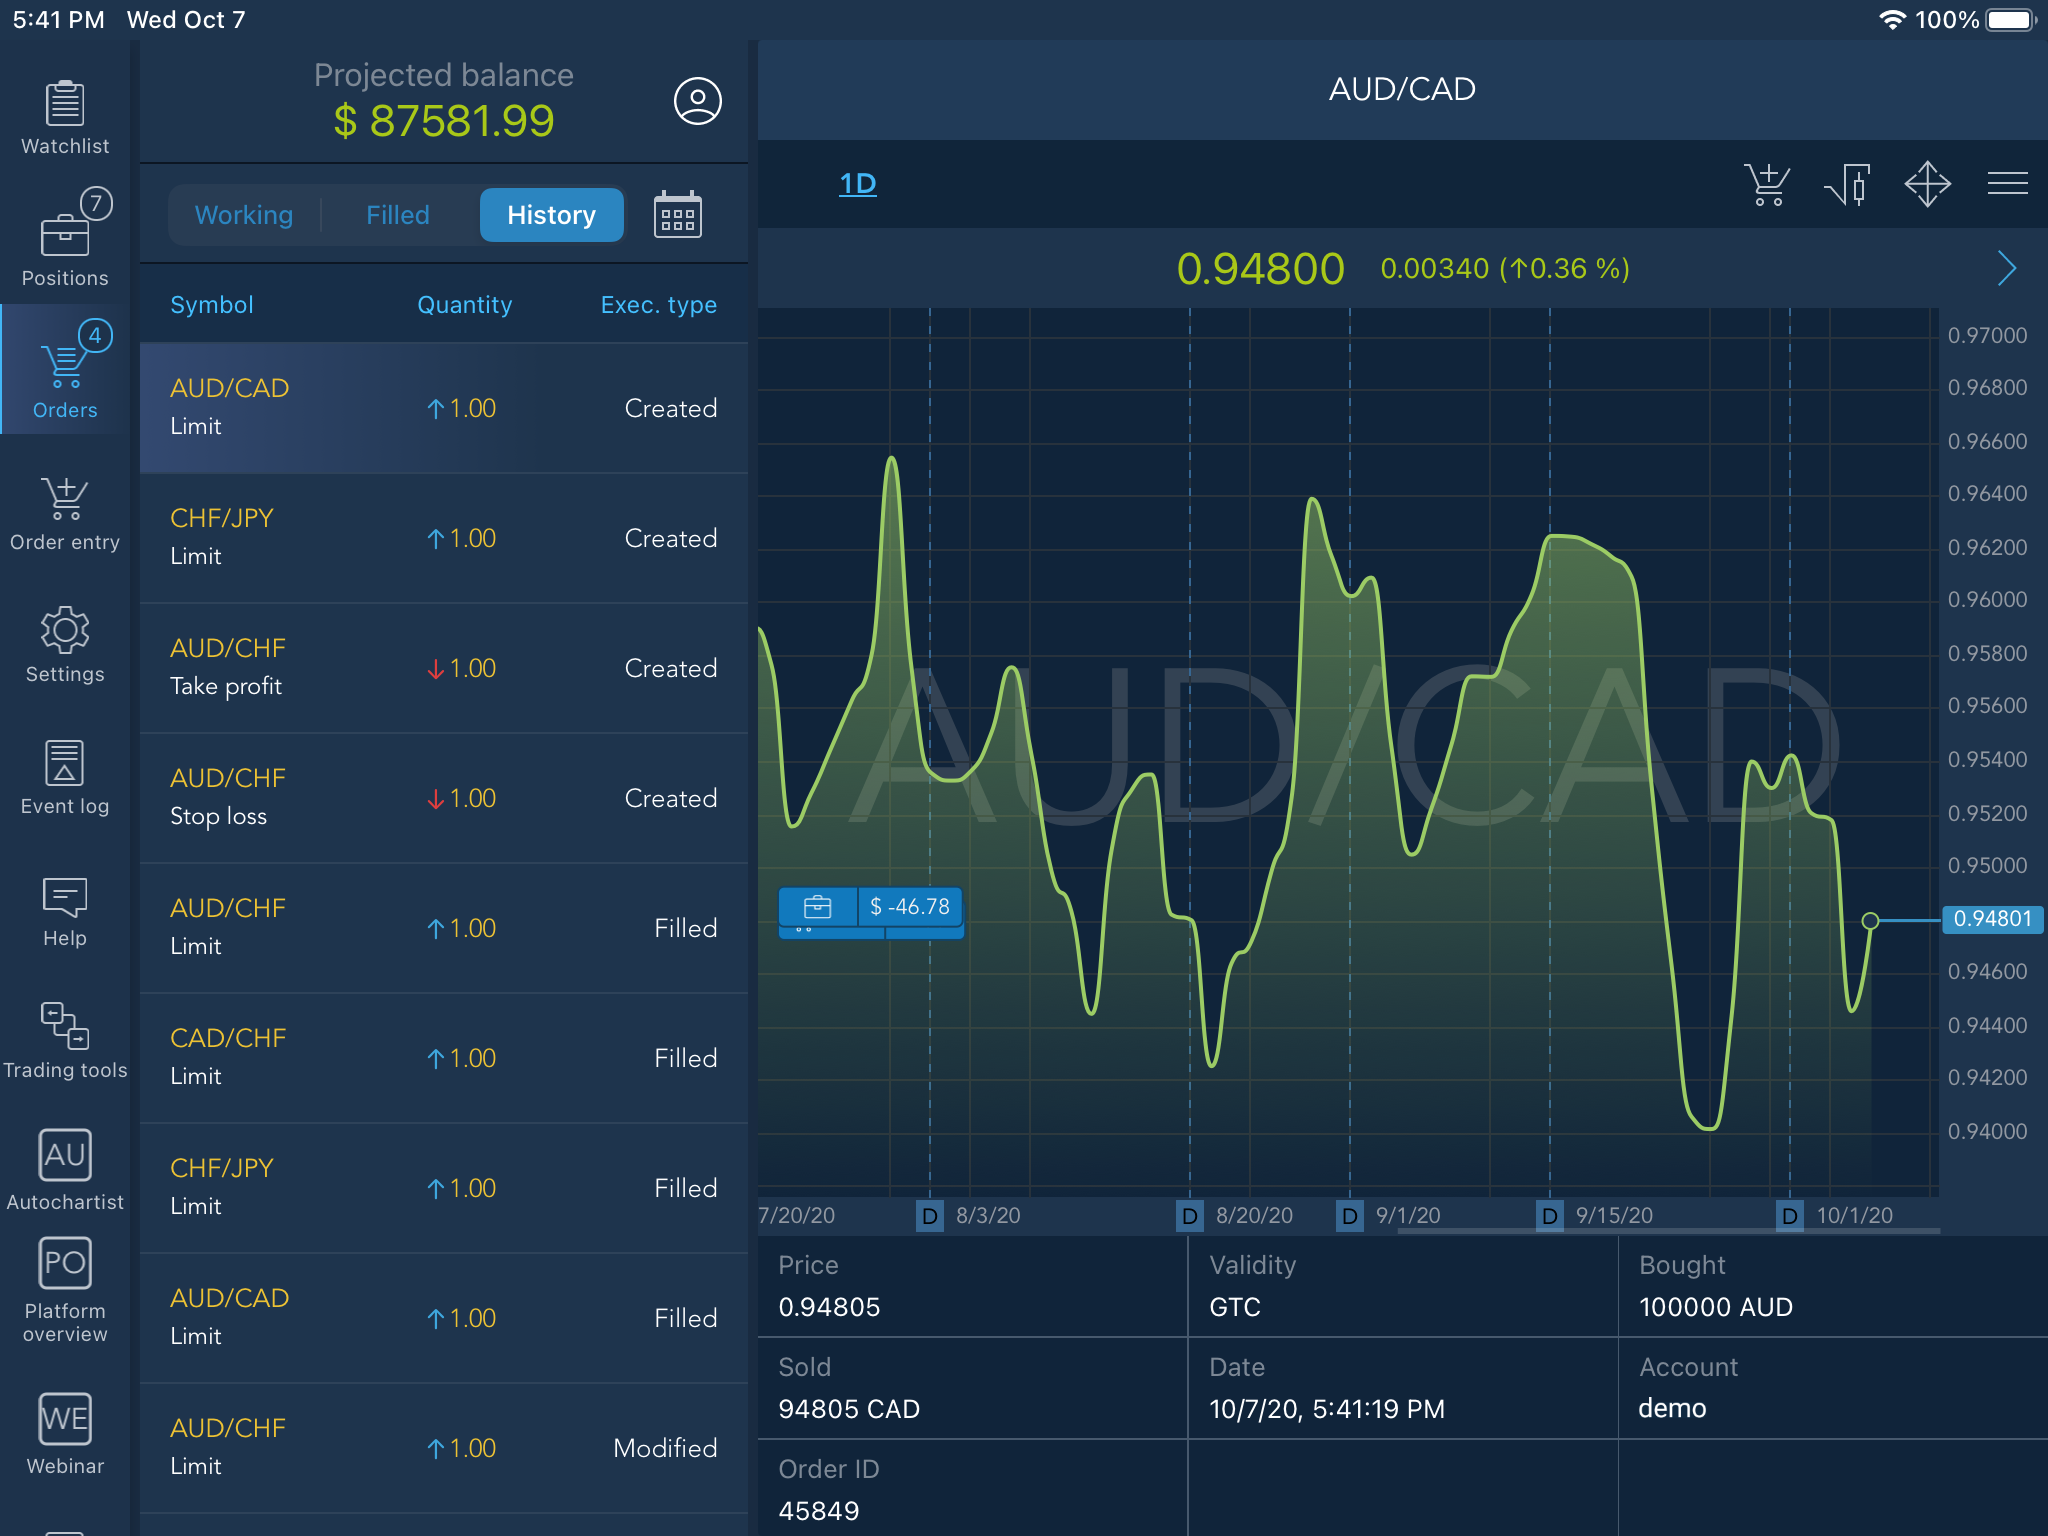 5:41 PM Wed Oct 7
100%
Watchlist
7
Positions
4
Orders
Order entry
Settings
Event log
Help
Trading tools
AU
Autochartist
PO
Platform
overview
WE
Webinar
Projected balance
$ 87581.99
Working Filled History
Symbol Quantity Exec. type
AUD/CAD
Limit
↑1.00
Created
CHF/JPY
Limit
↑1.00
Created
AUD/CHF
Take profit
↓1.00
Created
AUD/CHF
Stop loss
↓1.00
Created
AUD/CHF
Limit
↑1.00
Filled
CAD/CHF
Limit
↑1.00
Filled
CHF/JPY
Limit
↑1.00
Filled
AUD/CAD
Limit
↑1.00
Filled
AUD/CHF
Limit
↑1.00
Modified
AUD/CAD
1D
0.94800 0.00340 (↑0.36 %)
AUD/CAD
$ -46.78
0.97000
0.96800
0.96600
0.96400
0.96200
0.96000
0.95800
0.95600
0.95400
0.95200
0.95000
0.94801
0.94600
0.94400
0.94200
0.94000
7/20/20 D 8/3/20 D 8/20/20 D 9/1/20 D 9/15/20 D 10/1/20
Price
0.94805
Validity
GTC
Bought
100000 AUD
Sold
94805 CAD
Date
10/7/20, 5:41:19 PM
Account
demo
Order ID
45849